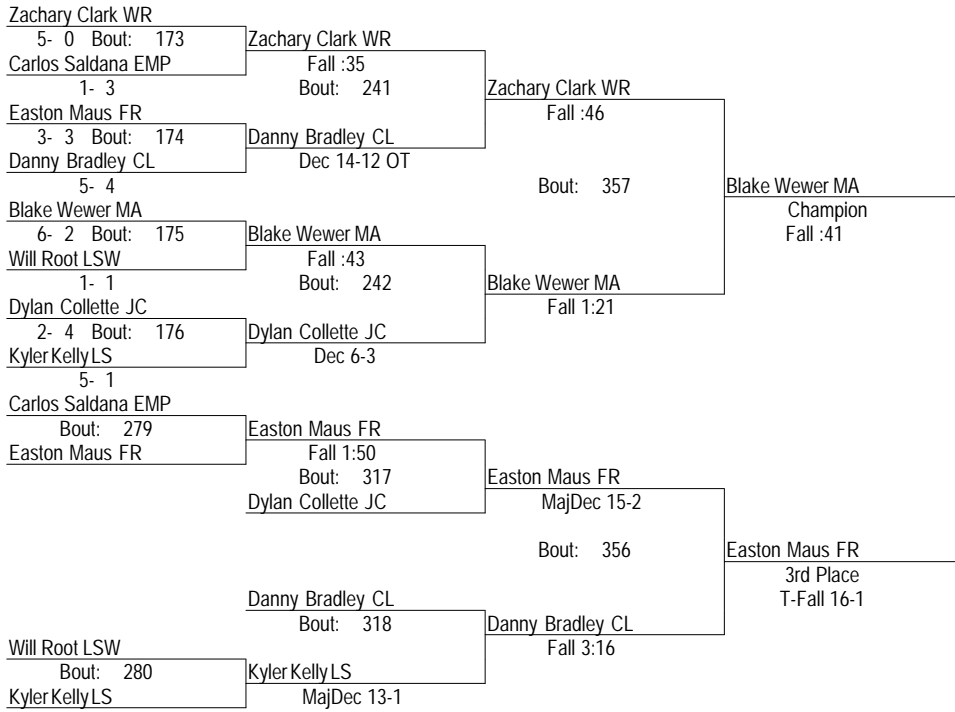 Zachary Clark WR
5- 0 Bout: 173 Zachary Clark WR
Carlos Saldana EMP Fall :35
1- 3 Bout: 241 Zachary Clark WR
Easton Maus FR Fall :46
3- 3 Bout: 174 Danny Bradley CL
Danny Bradley CL Dec 14-12 OT
5- 4 Bout: 357 Blake Wewer MA
Blake Wewer MA Champion
6- 2 Bout: 175 Blake Wewer MA Fall :41
Will Root LSW Fall :43
1- 1 Bout: 242 Blake Wewer MA
Dylan Collette JC Fall 1:21
2- 4 Bout: 176 Dylan Collette JC
Kyler Kelly LS Dec 6-3
5- 1
Carlos Saldana EMP
Bout: 279 Easton Maus FR
Easton Maus FR Fall 1:50
Bout: 317 Easton Maus FR
Dylan Collette JC MajDec 15-2
Bout: 356 Easton Maus FR
3rd Place
Danny Bradley CL T-Fall 16-1
Bout: 318 Danny Bradley CL
Will Root LSW Fall 3:16
Bout: 280 Kyler Kelly LS
Kyler Kelly LS MajDec 13-1